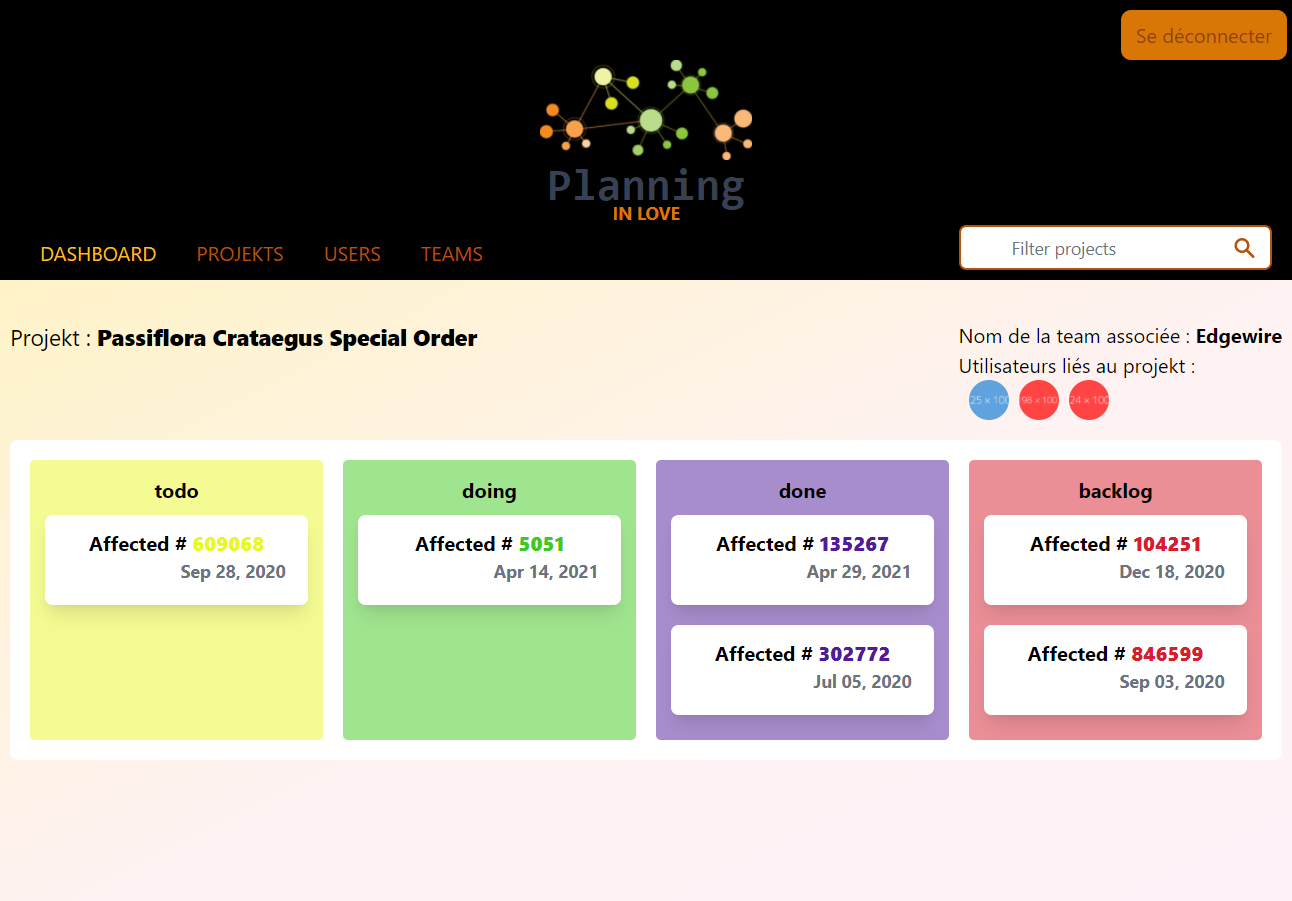 Se déconnecter
Planning
IN LOVE
DASHBOARD PROJEKTS USERS TEAMS
Filter projects
Projekt : Passiflora Crataegus Special Order
Nom de la team associée : Edgewire
Utilisateurs liés au projekt :
25 × 100 98 × 100 24 × 100
todo
Affected # 609068
Sep 28, 2020
doing
Affected # 5051
Apr 14, 2021
done
Affected # 135267
Apr 29, 2021
Affected # 302772
Jul 05, 2020
backlog
Affected # 104251
Dec 18, 2020
Affected # 846599
Sep 03, 2020